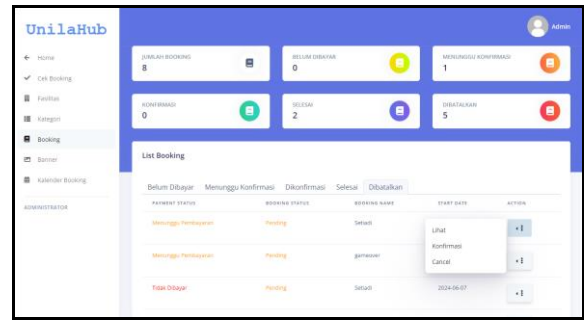 UnilaHub
Admin
Home
Cek Booking
Fasilitas
Kategori
Booking
Banner
Kalender Booking
ADMINISTRATOR
JUMLAH BOOKING
8
BELUM DIBAYAR
0
MENUNGGU KONFIRMASI
1
KONFIRMASI
0
SELESAI
2
DIBATALKAN
5
List Booking
Belum Dibayar Menunggu Konfirmasi Dikonfirmasi Selesai Dibatalkan
PAYMENT STATUS BOOKING STATUS BOOKING NAME START DATE ACTION
Menunggu Pembayaran Pending Setiadi
Lihat
Konfirmasi
Cancel
Menunggu Pembayaran Pending gameover
Tidak Dibayar Pending Setiadi 2024-06-07